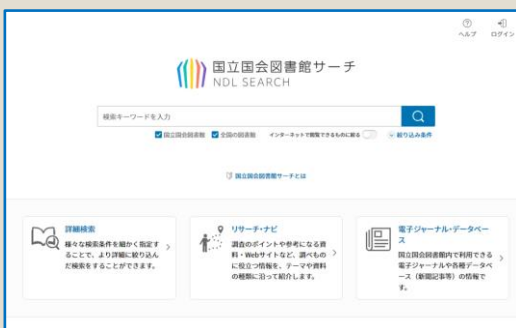 ヘルプ ログイン
国立国会図書館サーチ
NDL SEARCH
検索キーワードを入力
国立国会図書館 全国の図書館 インターネットで閲覧できるものに絞る 絞り込み条件
国立国会図書館サーチとは
詳細検索
様々な検索条件を細かく指定す
ることで、より詳細に絞り込ん
だ検索をすることができます。
リサーチ・ナビ
調査のポイントや参考になる資
料・Webサイトなど、調べもの
に役立つ情報を、テーマや資料
の種類に沿って紹介します。
電子ジャーナル・データベー
ス
国立国会図書館内で利用できる
電子ジャーナルや各種データベ
ース(新聞記事等)の情報で
す。